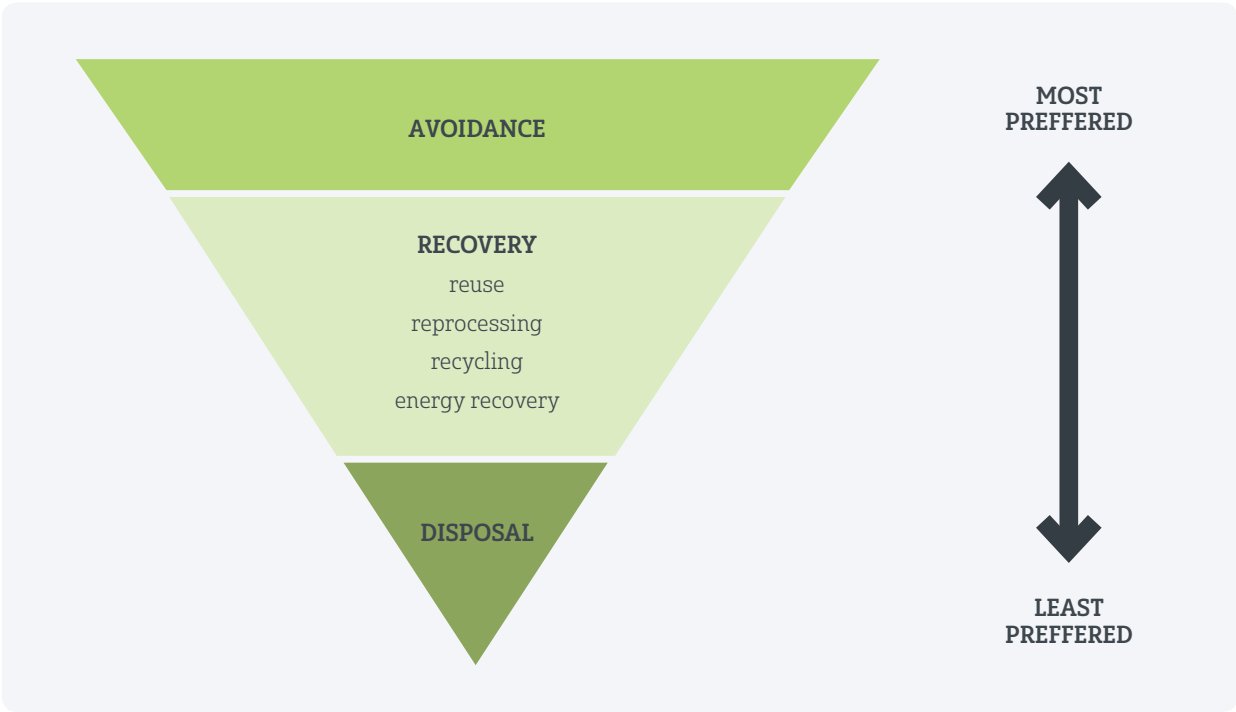 AVOIDANCE
RECOVERY
reuse
reprocessing
recycling
energy recovery
DISPOSAL
MOST
PREFFERED
LEAST
PREFFERED